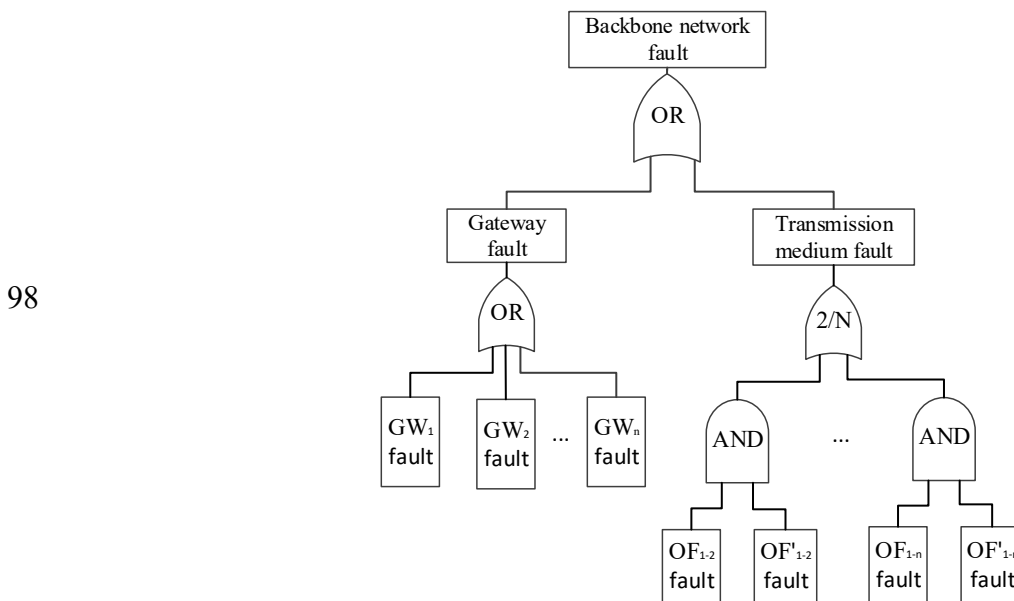 Backbone network
fault
OR
Gateway
fault
Transmission
medium fault
98
OR
2/N
GW₁
fault
GW₂
fault
...
GWₙ
fault
AND
...
AND
OF₁₋₂
fault
OF'₁₋₂
fault
OF₁₋ₙ
fault
fault